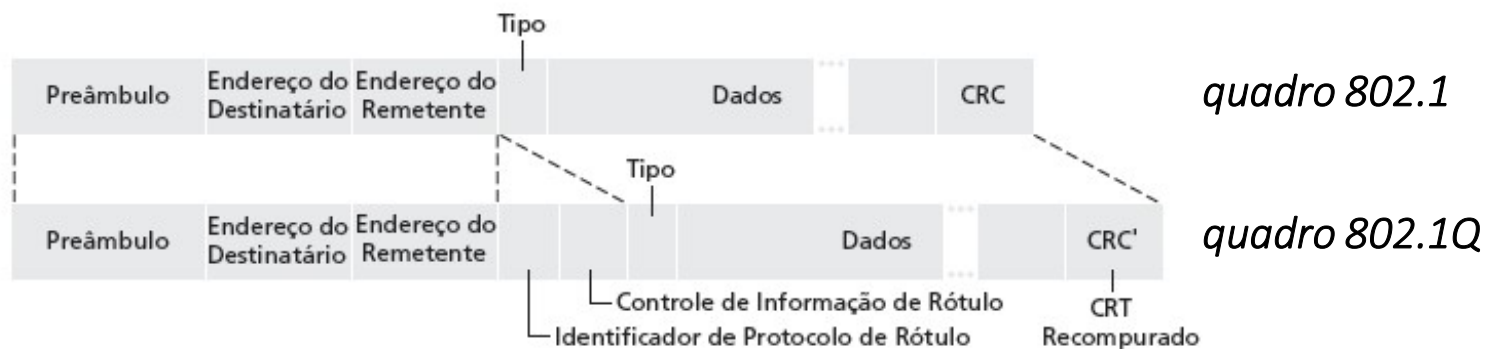 Tipo
Preâmbulo Endereço do Destinatário Endereço do Remetente Dados CRC quadro 802.1
Tipo
Preâmbulo Endereço do Destinatário Endereço do Remetente Dados CRC' quadro 802.1Q
Controle de Informação de Rótulo
Identificador de Protocolo de Rótulo
CRT
Recompurado